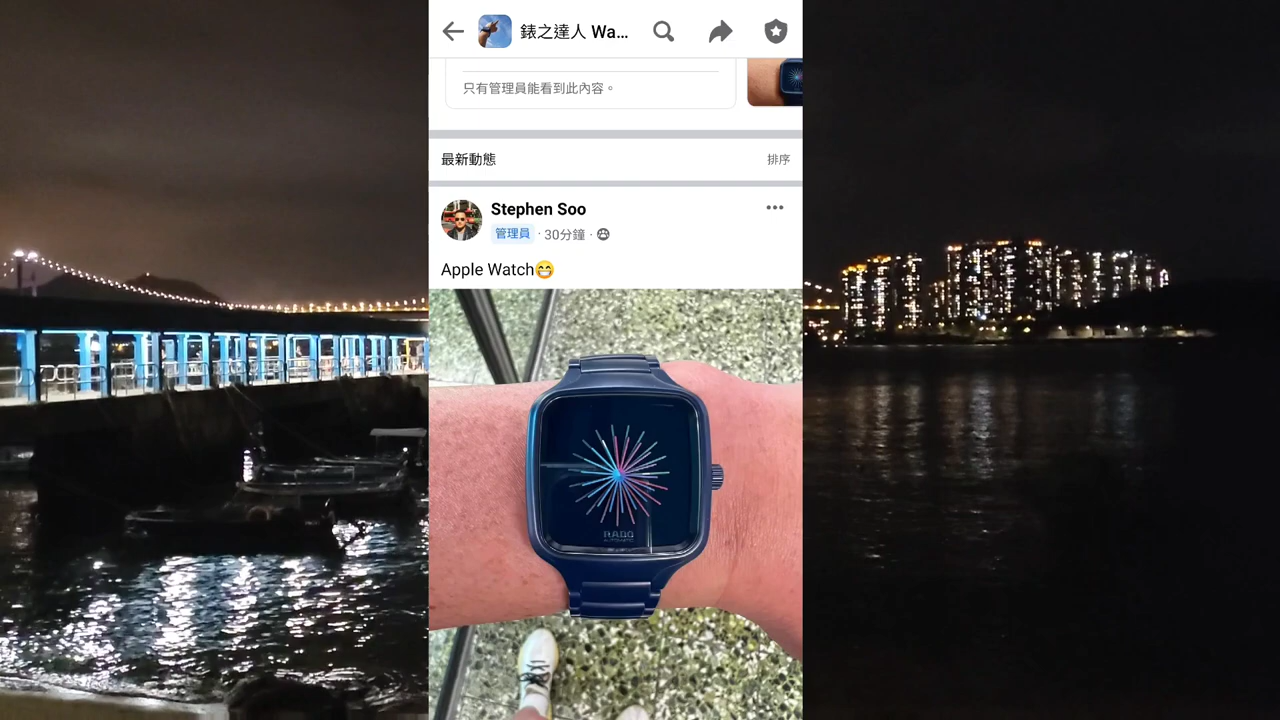 錶之達人 Wa...
只有管理員能看到此內容。
最新動態
排序
Stephen Soo
管理員 · 30分鐘 ·
Apple Watch😁
RADO
AUTOMATIC